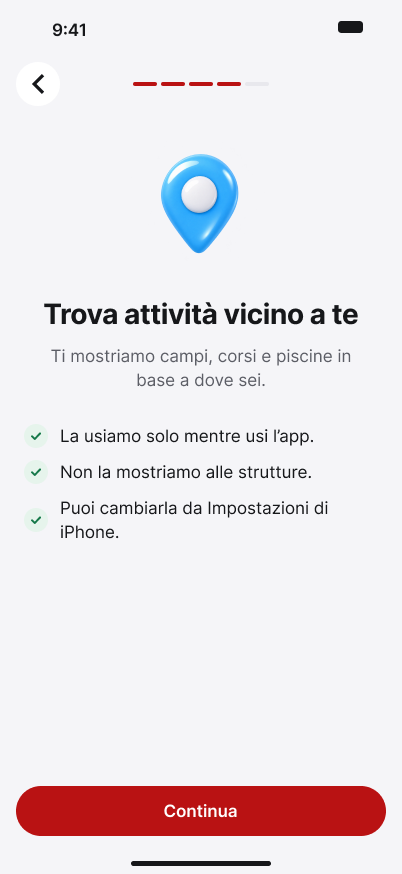 9:41
Trova attività vicino a te
Ti mostriamo campi, corsi e piscine in
base a dove sei.
La usiamo solo mentre usi l’app.
Non la mostriamo alle strutture.
Puoi cambiarla da Impostazioni di
iPhone.
Continua